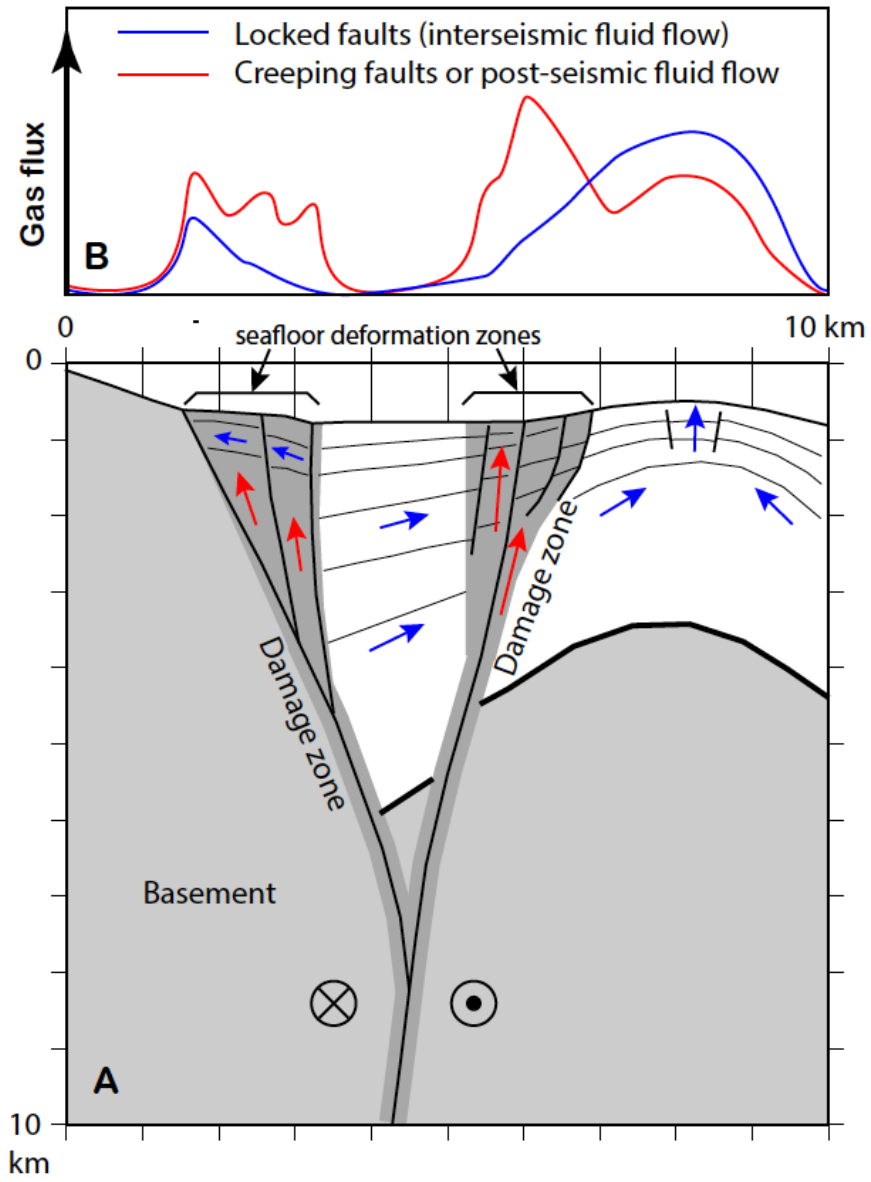 Locked faults (interseismic fluid flow)
Creeping faults or post-seismic fluid flow
Gas flux
B
0
10 km
seafloor deformation zones
0
Damage zone
Damage zone
Basement
A
10
km